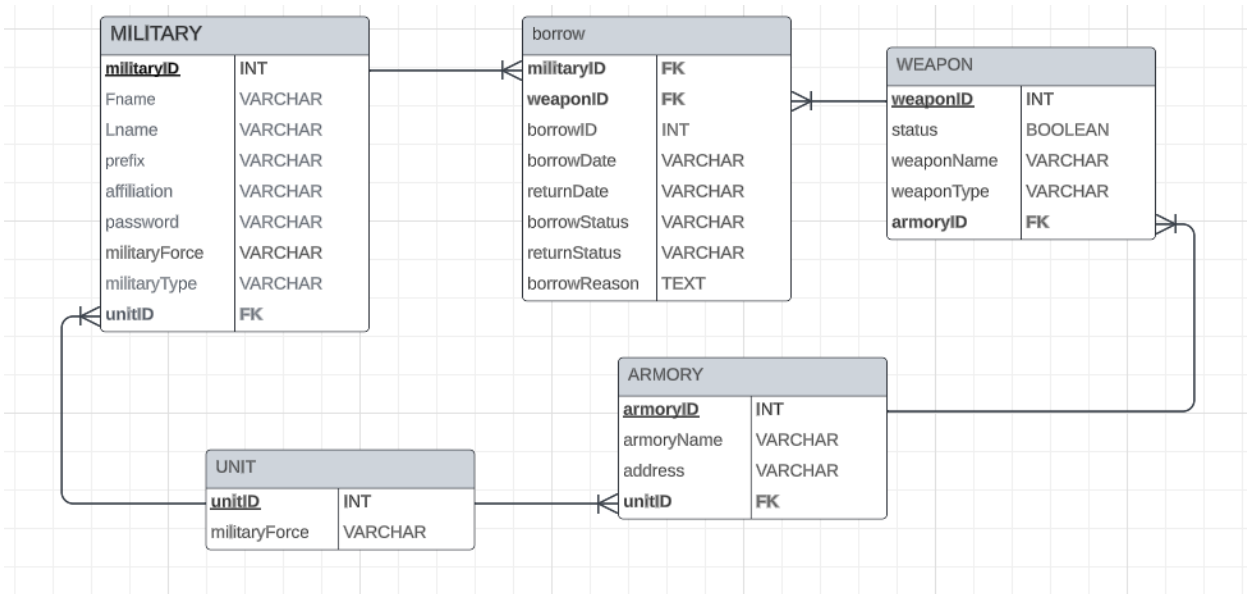 MILITARY
militaryID INT
Fname VARCHAR
Lname VARCHAR
prefix VARCHAR
affiliation VARCHAR
password VARCHAR
militaryForce VARCHAR
militaryType VARCHAR
unitID FK
borrow
militaryID FK
weaponID FK
borrowID INT
borrowDate VARCHAR
returnDate VARCHAR
borrowStatus VARCHAR
returnStatus VARCHAR
borrowReason TEXT
WEAPON
weaponID INT
status BOOLEAN
weaponName VARCHAR
weaponType VARCHAR
armoryID FK
ARMORY
armoryID INT
armoryName VARCHAR
address VARCHAR
unitID FK
UNIT
unitID INT
militaryForce VARCHAR